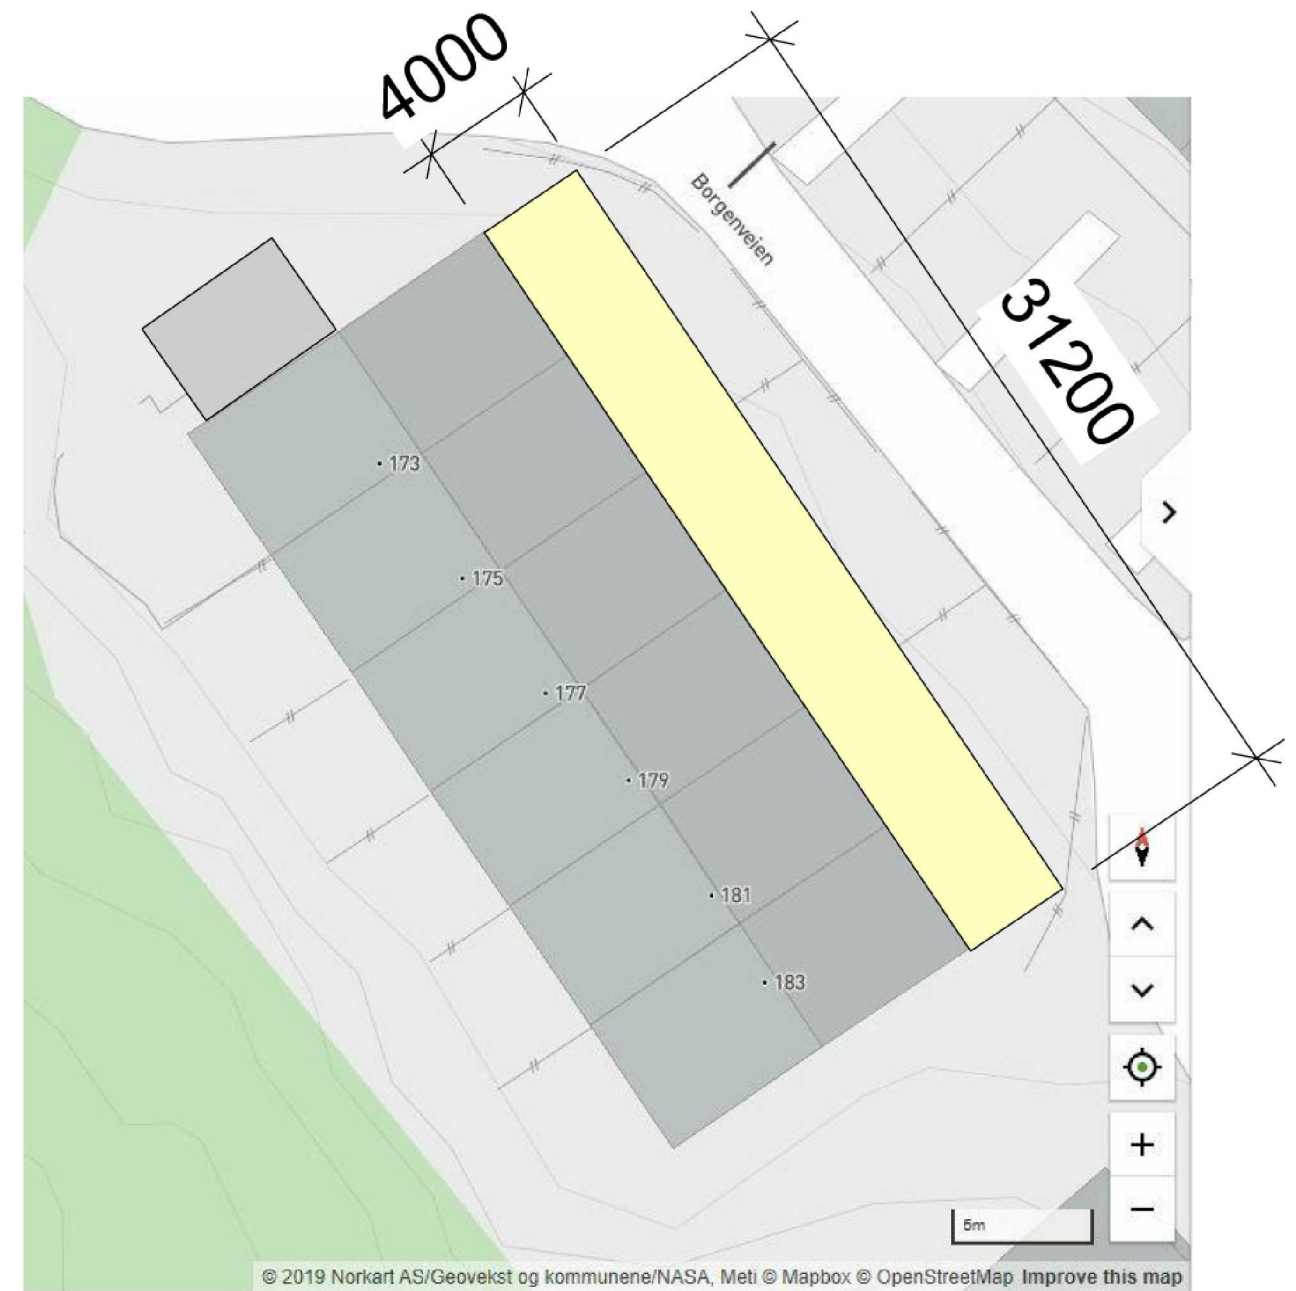 4000
Borgenveien
31200
173
175
177
179
181
183
5m
© 2019 Norkart AS/Geovekst og kommunene/NASA, Meti © Mapbox © OpenStreetMap Improve this map